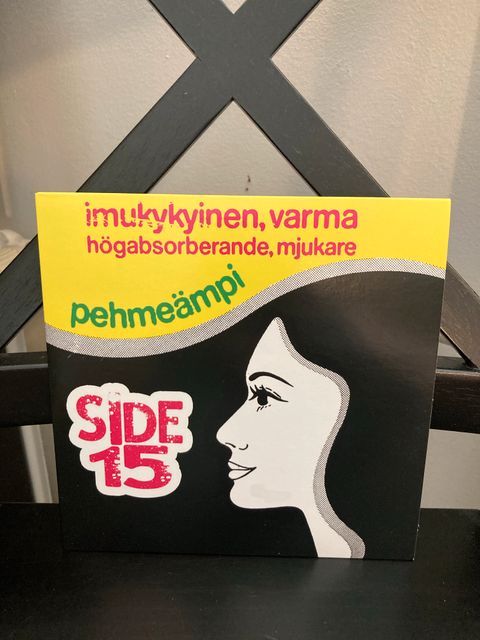 imukykyinen, varma
högabsorberande, mjukare
pehmeämpi
SIDE
15